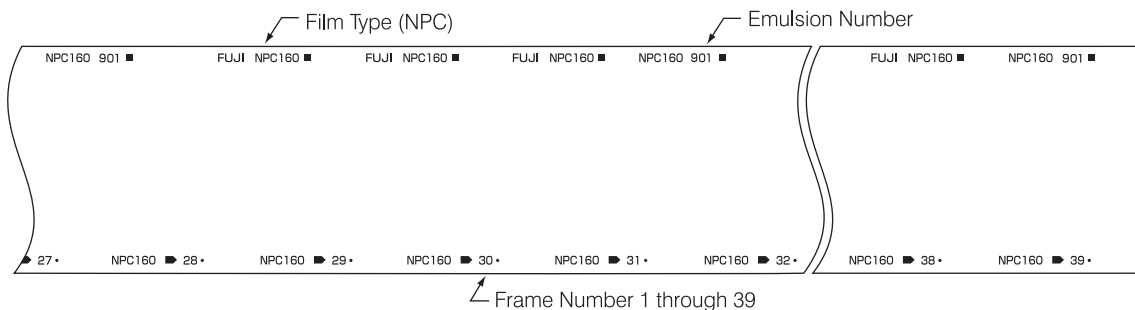 Film Type (NPC)
Emulsion Number
NPC160 901 FUJI NPC160 FUJI NPC160 FUJI NPC160 NPC160 901 FUJI NPC160 NPC160 901
27 NPC160 28 NPC160 29 NPC160 30 NPC160 31 NPC160 32 NPC160 38 NPC160 39
Frame Number 1 through 39